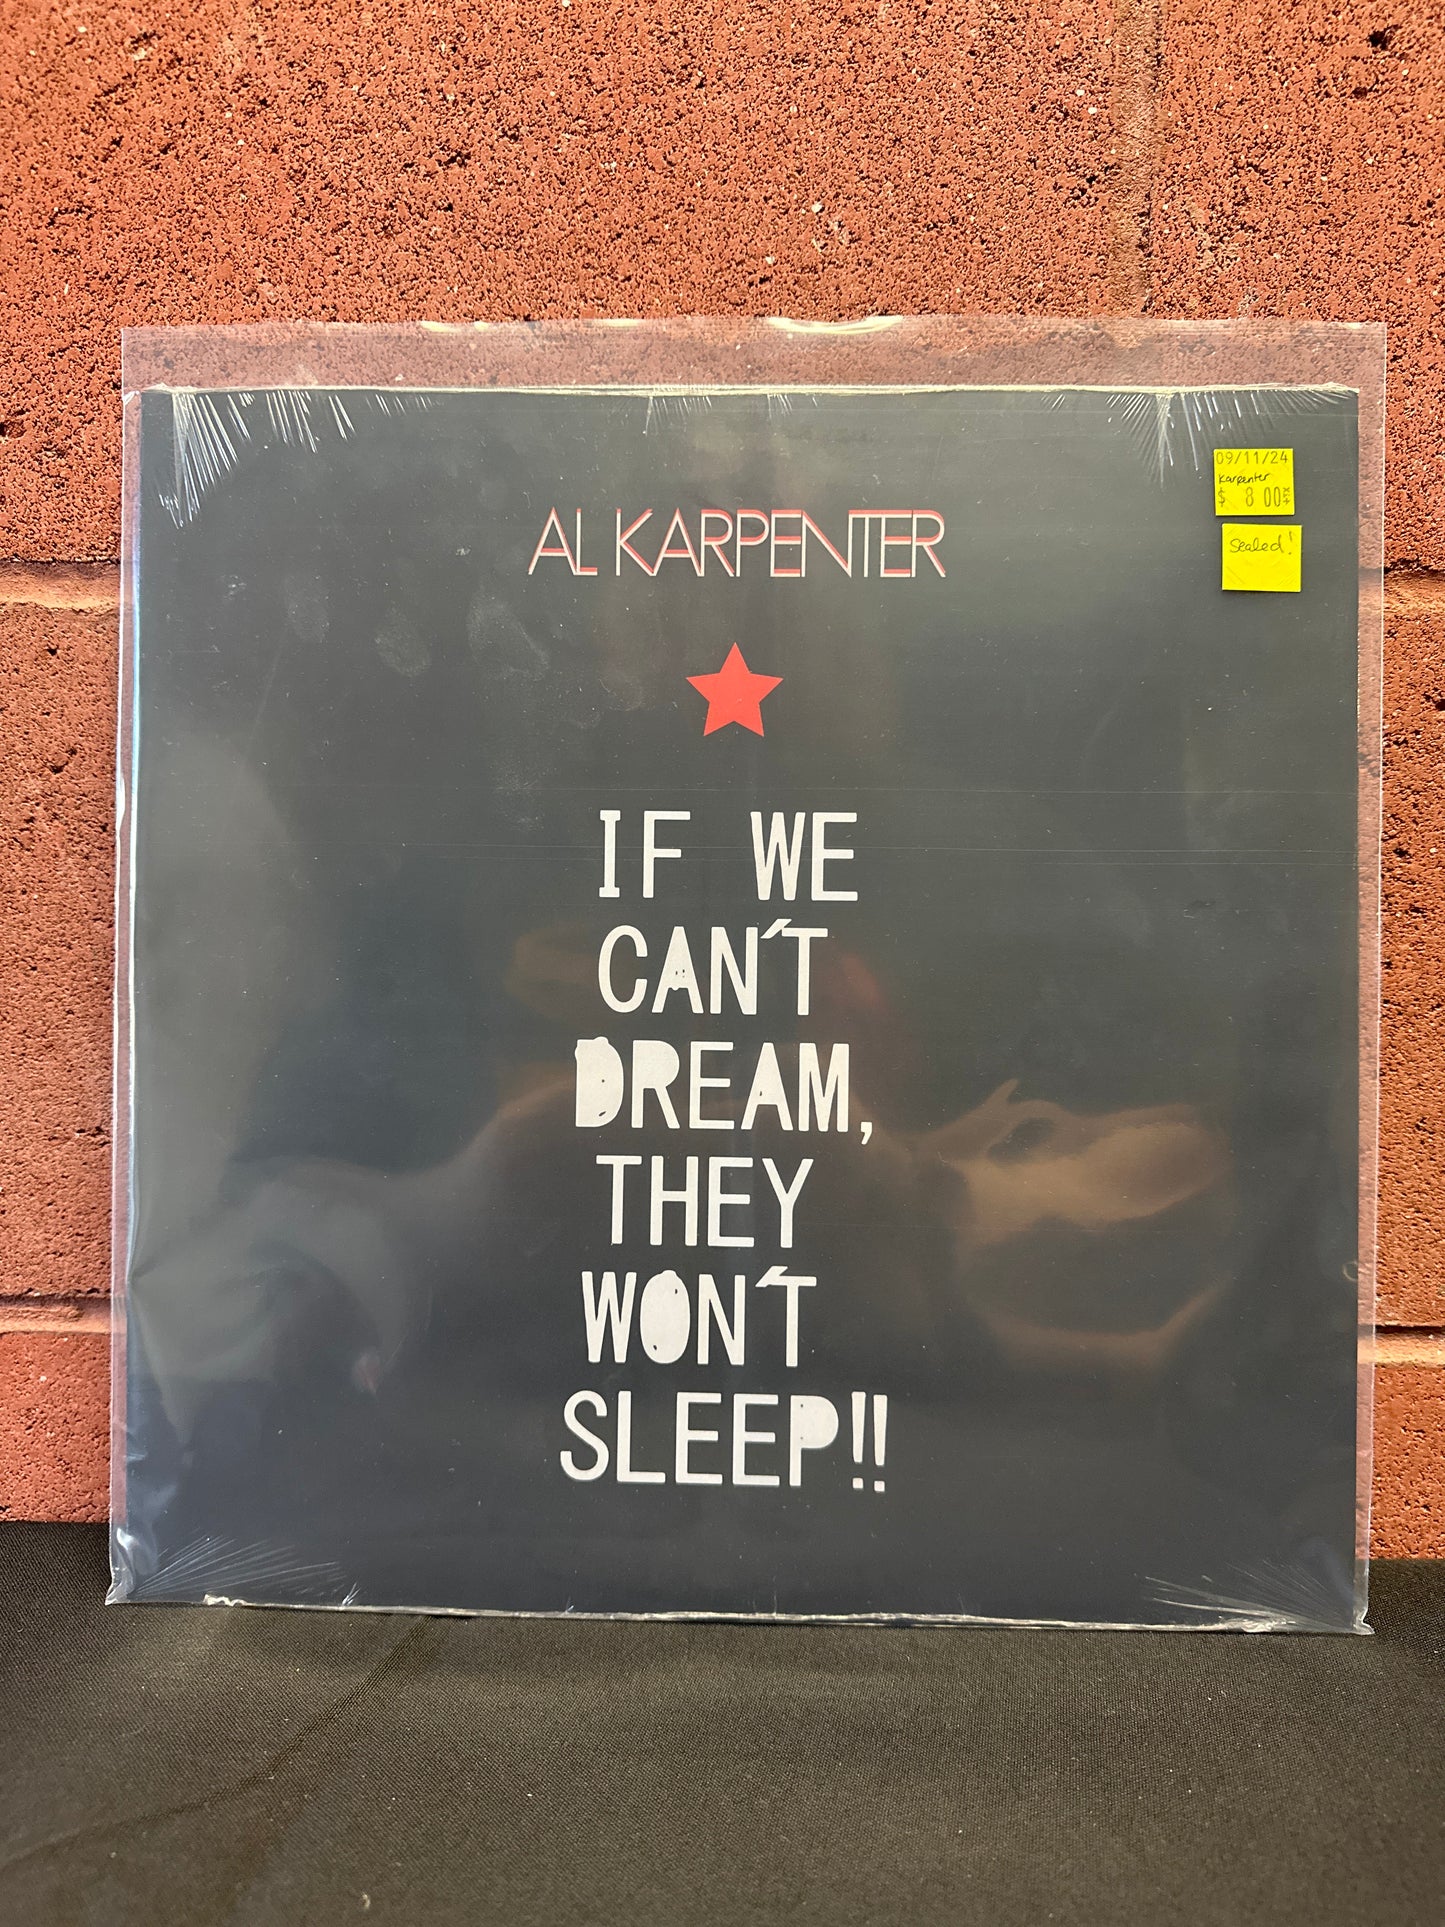 09/11/24
Karpenter
$ 8 00
Sealed!
AL KARPENTER
IF WE
CAN´T
DREAM,
THEY
WON´T
SLEEP!!